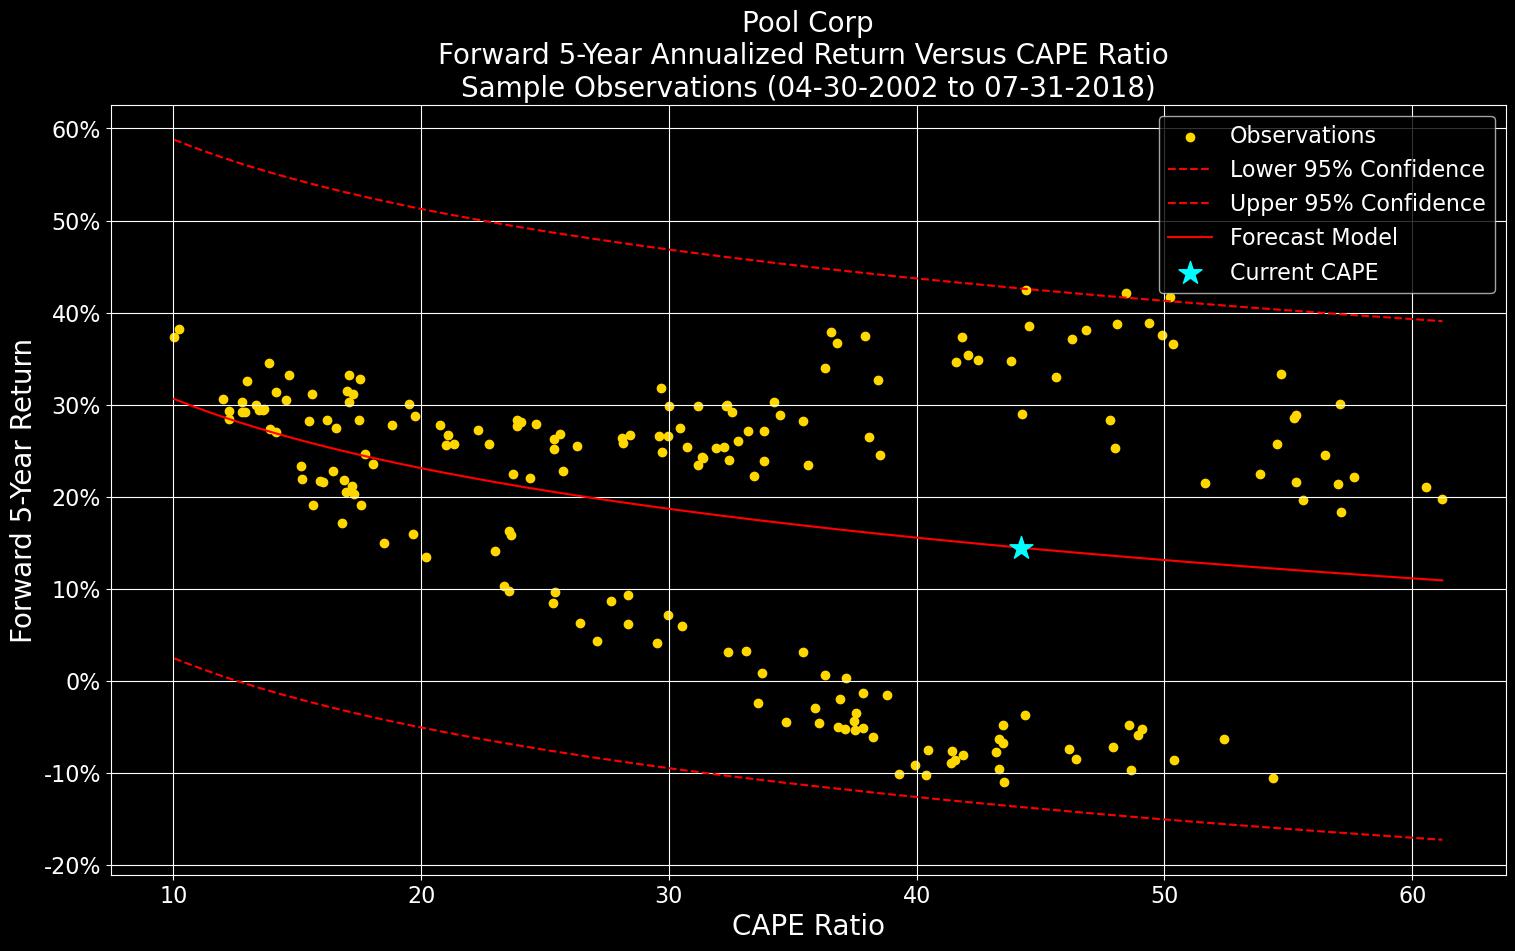 Pool Corp
Forward 5-Year Annualized Return Versus CAPE Ratio
Sample Observations (04-30-2002 to 07-31-2018)
Observations
Lower 95% Confidence
Upper 95% Confidence
Forecast Model
Current CAPE
Forward 5-Year Return
60%
50%
40%
30%
20%
10%
0%
-10%
-20%
10 20 30 40 50 60
CAPE Ratio